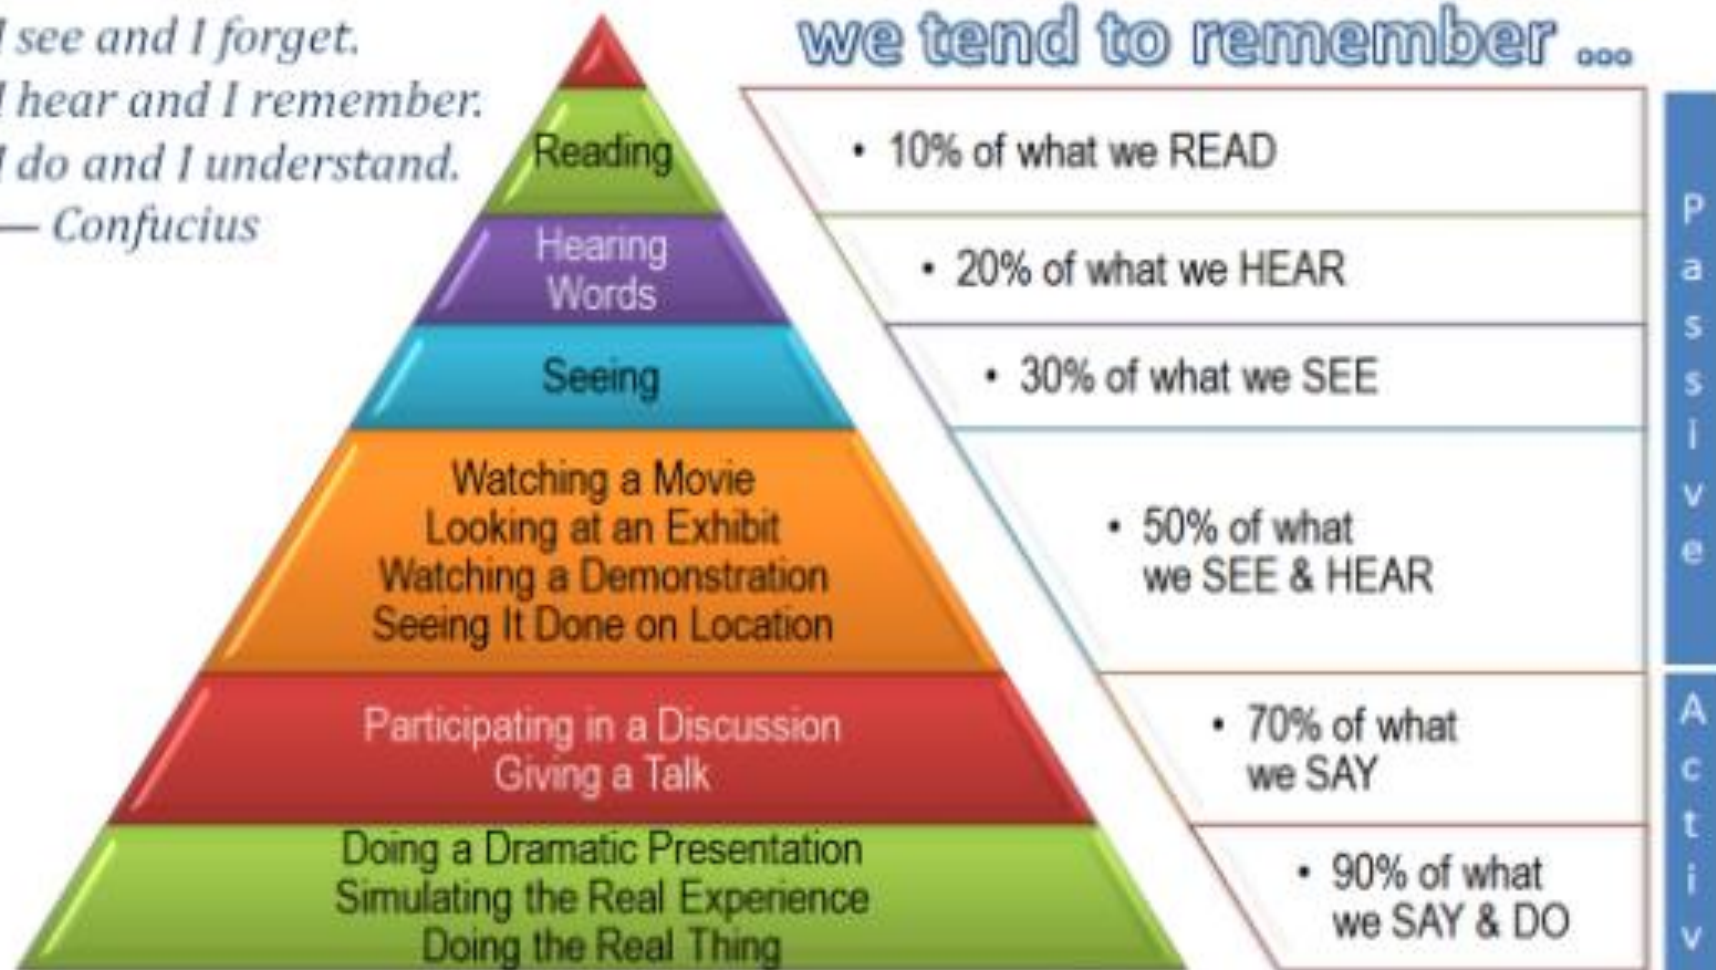 I see and I forget.
I hear and I remember.
I do and I understand.
— Confucius
we tend to remember ...
Reading
• 10% of what we READ
Hearing
Words
• 20% of what we HEAR
Seeing
• 30% of what we SEE
Watching a Movie
Looking at an Exhibit
Watching a Demonstration
Seeing It Done on Location
• 50% of what
we SEE & HEAR
Participating in a Discussion
Giving a Talk
• 70% of what
we SAY
Doing a Dramatic Presentation
Simulating the Real Experience
Doing the Real Thing
• 90% of what
we SAY & DO
Passive
Activ